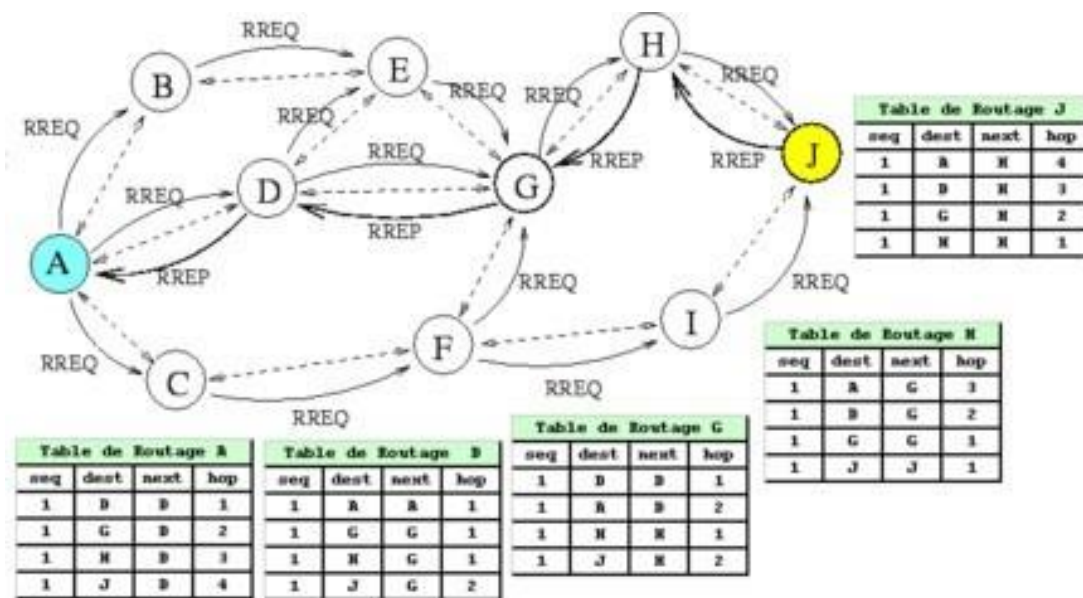 RREQ
H
B
E
RREQ
RREQ
RREQ
RREQ
RREQ
RREQ
Table de Routage J
seq dest next hop
1 A H 4
1 D H 3
1 G H 2
1 H H 1
D
RREQ
G
RREP
RREP
J
RREQ
RREP
A
RREP
RREQ
RREQ
I
F
RREQ
C
RREQ
RREQ
Table de Routage H
seq dest next hop
1 A G 3
1 D G 2
1 G G 1
1 J J 1
Table de Routage A
seq dest next hop
1 D D 1
1 G D 2
1 H D 3
1 J D 4
Table de Routage D
seq dest next hop
1 A A 1
1 G G 1
1 H G 1
1 J G 2
Table de Routage G
seq dest next hop
1 D D 1
1 A D 2
1 H H 1
1 J H 2